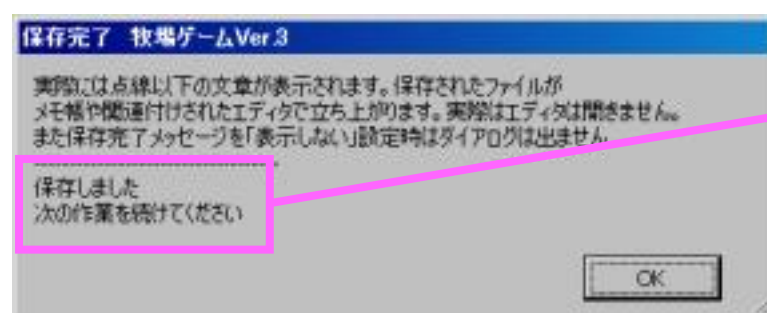 保存完了 牧場ゲームVer.3
実際には点線以下の文章が表示されます。保存されたファイルが
メモ帳や関連付けされたエディタで立ち上がります。実際はエディタは開きません。
また保存完了メッセージを「表示しない」設定時はダイアログは出ません
--------------------------------
保存しました
次の作業を続けてください
OK